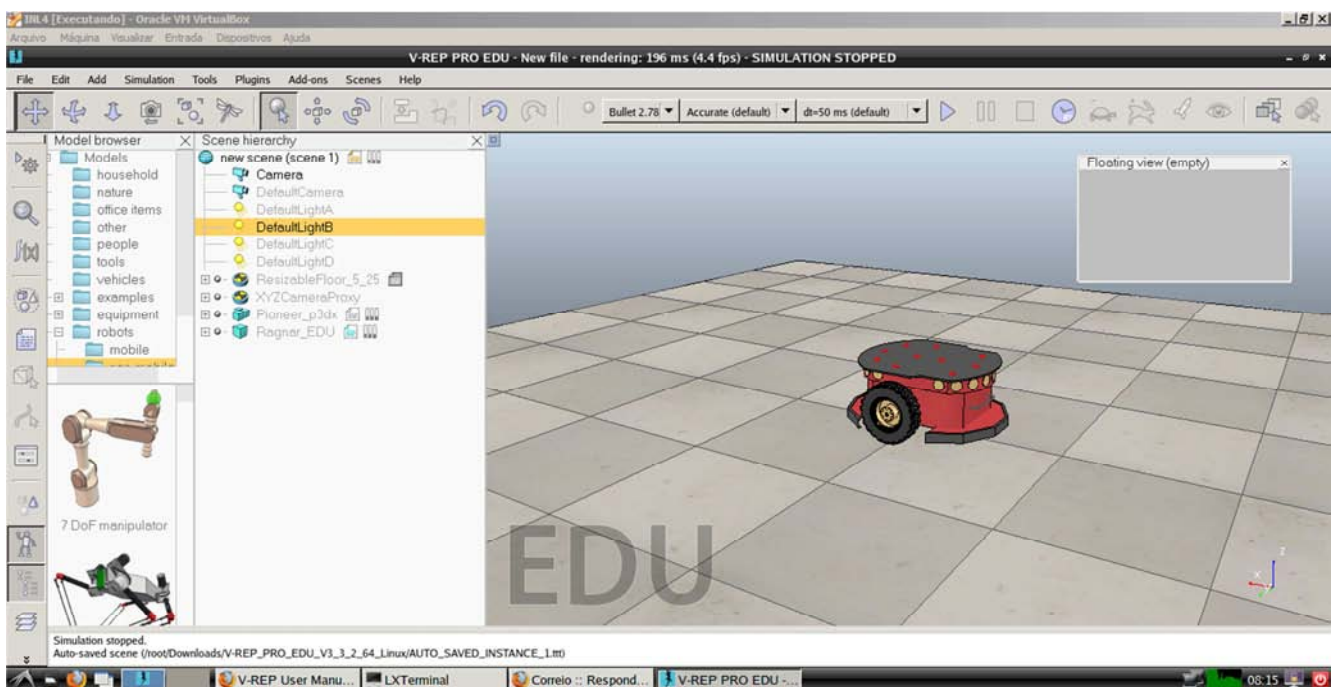 INL4 [Executando] - Oracle VM VirtualBox
Arquivo Máquina Visualizar Entrada Dispositivos Ajuda
V-REP PRO EDU - New file - rendering: 196 ms (4.4 fps) - SIMULATION STOPPED
File Edit Add Simulation Tools Plugins Add-ons Scenes Help
Bullet 2.78 Accurate (default) dt=50 ms (default)
Model browser
Models
household
nature
office items
other
people
tools
vehicles
examples
equipment
robots
mobile
7 DoF manipulator
Scene hierarchy
new scene (scene 1)
Camera
DefaultCamera
DefaultLightA
DefaultLightB
DefaultLightC
DefaultLightD
ResizableFloor_5_25
XYZCameraProxy
Pioneer_p3dx
Ragnar_EDU
Floating view (empty)
EDU
Simulation stopped.
Auto-saved scene (/root/Downloads/V-REP_PRO_EDU_V3_3_2_64_Linux/AUTO_SAVED_INSTANCE_1.ttt)
V-REP User Manu... LXTerminal Correio :: Respond... V-REP PRO EDU -... 08:15